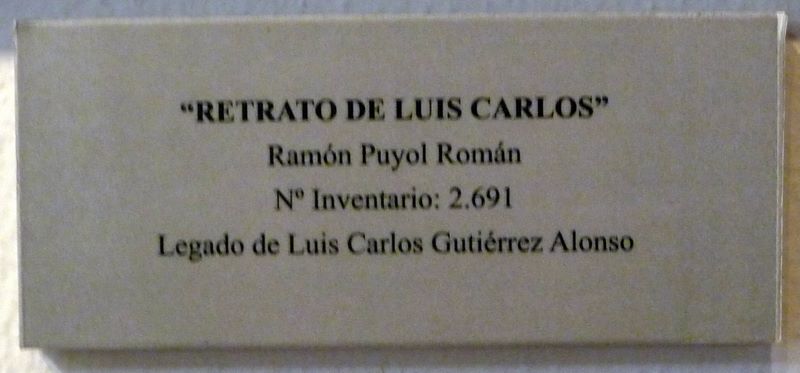 “RETRATO DE LUIS CARLOS”
Ramón Puyol Román
Nº Inventario: 2.691
Legado de Luis Carlos Gutiérrez Alonso